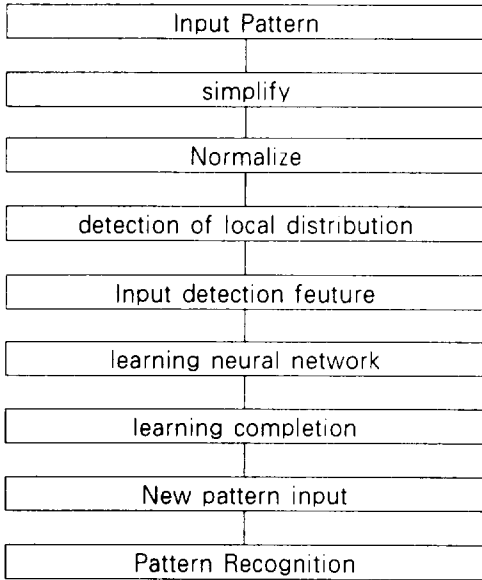 Input Pattern
simplify
Normalize
detection of local distribution
Input detection feuture
learning neural network
learning completion
New pattern input
Pattern Recognition